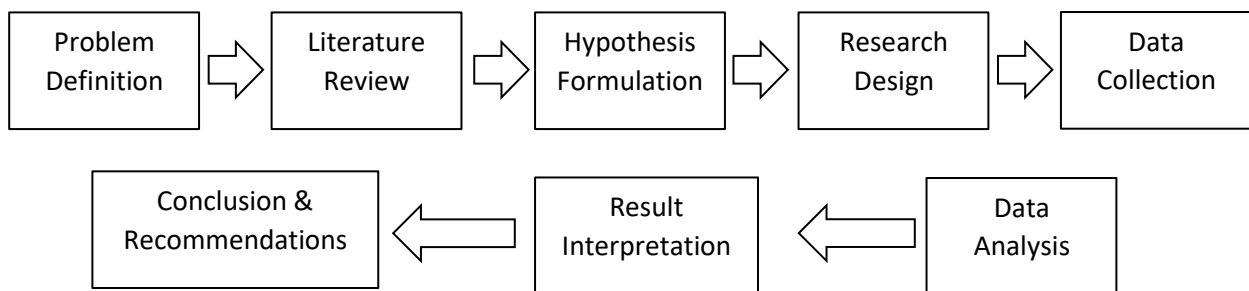 Problem
Definition
Literature
Review
Hypothesis
Formulation
Research
Design
Data
Collection
Conclusion &
Recommendations
Result
Interpretation
Data
Analysis